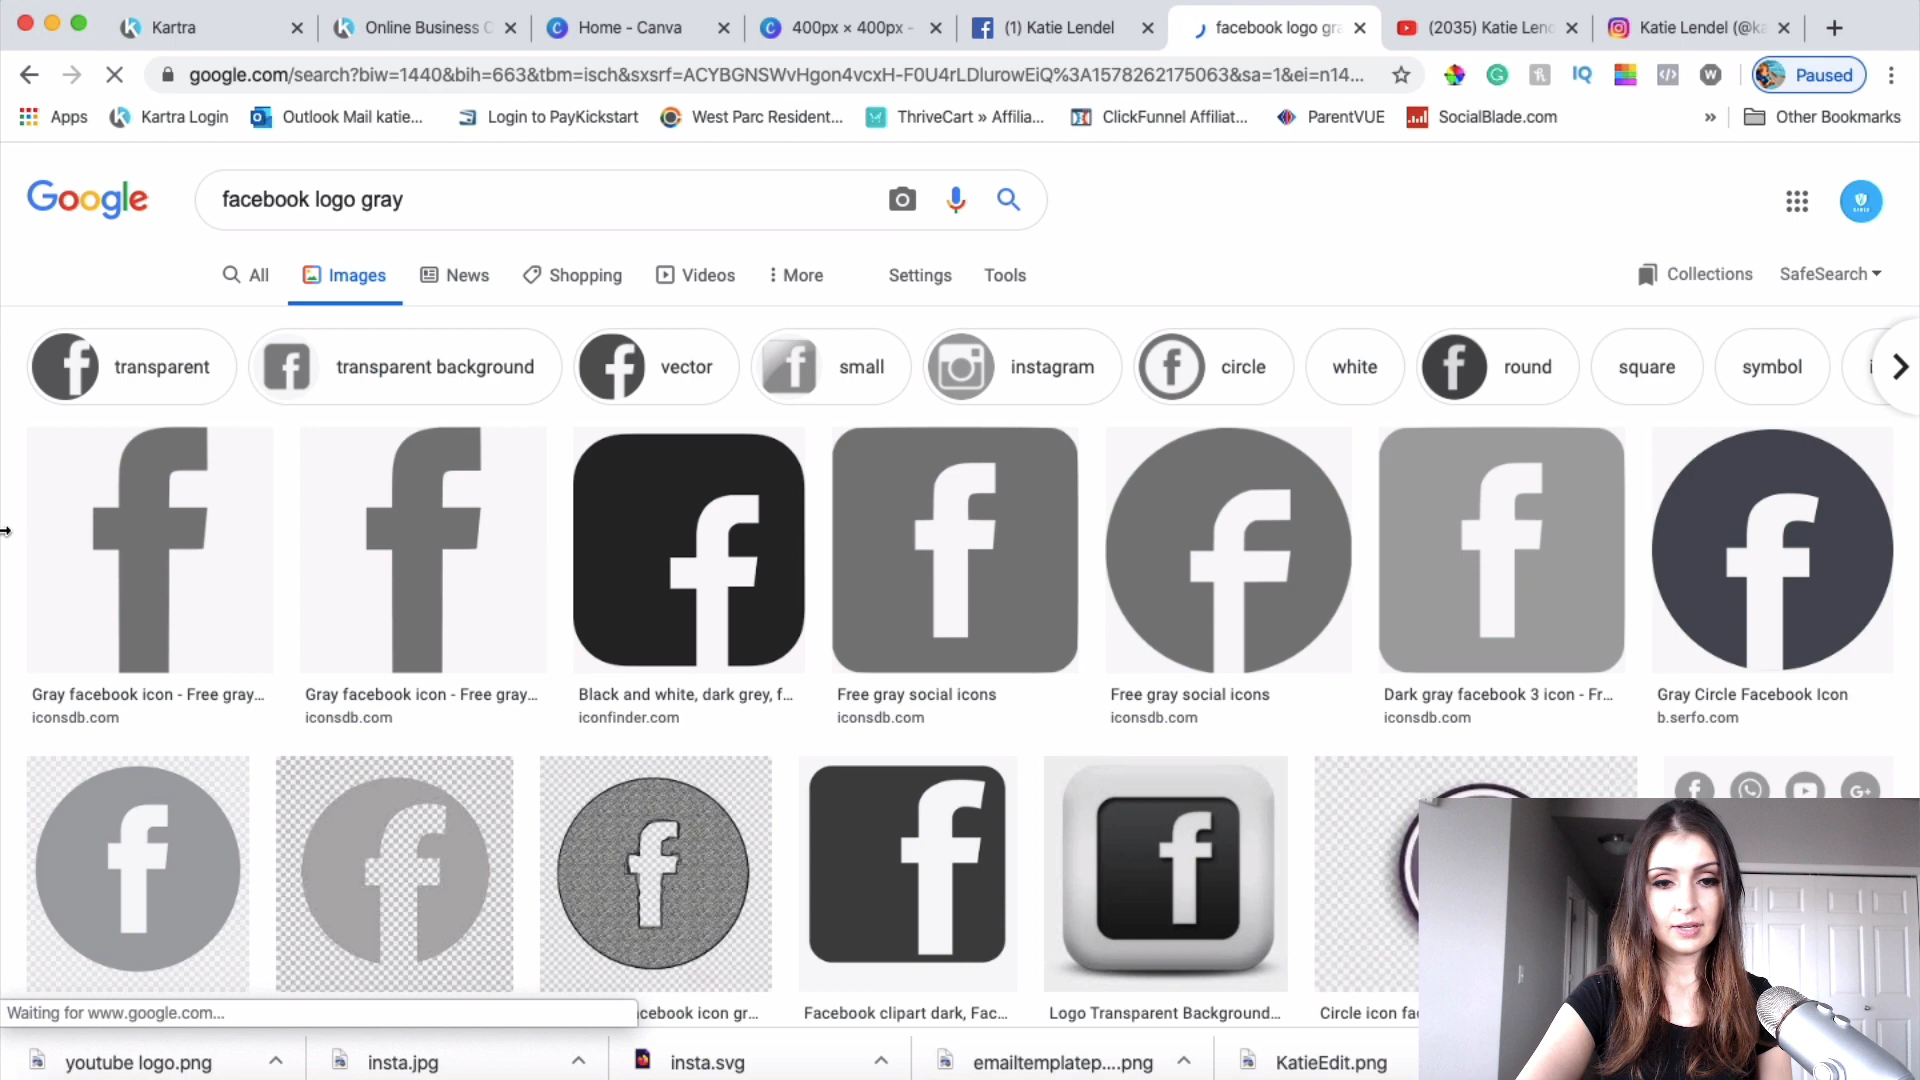 Kartra
Online Business C
Home - Canva
400px × 400px -
(1) Katie Lendel
facebook logo gra
(2035) Katie Len
Katie Lendel (@ka
google.com/search?biw=1440&bih=663&tbm=isch&sxsrf=ACYBGNSWvHgon4vcxH-F0U4rLDlurowEiQ%3A1578262175063&sa=1&ei=n14...
IQ
W
Paused
Apps
Kartra Login
Outlook Mail katie...
Login to PayKickstart
West Parc Resident...
ThriveCart » Affilia...
ClickFunnel Affiliat...
ParentVUE
SocialBlade.com
»
Other Bookmarks
Google
facebook logo gray
All
Images
News
Shopping
Videos
More
Settings
Tools
Collections
SafeSearch
transparent
transparent background
vector
small
instagram
circle
white
round
square
symbol
Gray facebook icon - Free gray...
iconsdb.com
Gray facebook icon - Free gray...
iconsdb.com
Black and white, dark grey, f...
iconfinder.com
Free gray social icons
iconsdb.com
Free gray social icons
iconsdb.com
Dark gray facebook 3 icon - Fr...
iconsdb.com
Gray Circle Facebook Icon
b.serfo.com
G+
Waiting for www.google.com...
cebook icon gr...
Facebook clipart dark, Fac...
Logo Transparent Background...
Circle icon fa
youtube logo.png
insta.jpg
insta.svg
emailtemplatep....png
KatieEdit.png